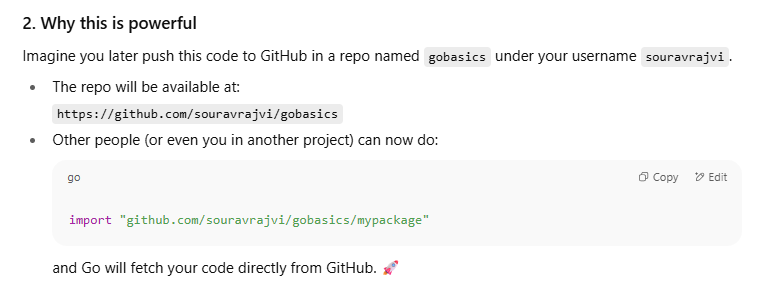 2. Why this is powerful
Imagine you later push this code to GitHub in a repo named gobasics under your username souravrajvi.
The repo will be available at:
https://github.com/souravrajvi/gobasics
Other people (or even you in another project) can now do:
go
Copy
Edit
import "github.com/souravrajvi/gobasics/mypackage"
and Go will fetch your code directly from GitHub. 🚀